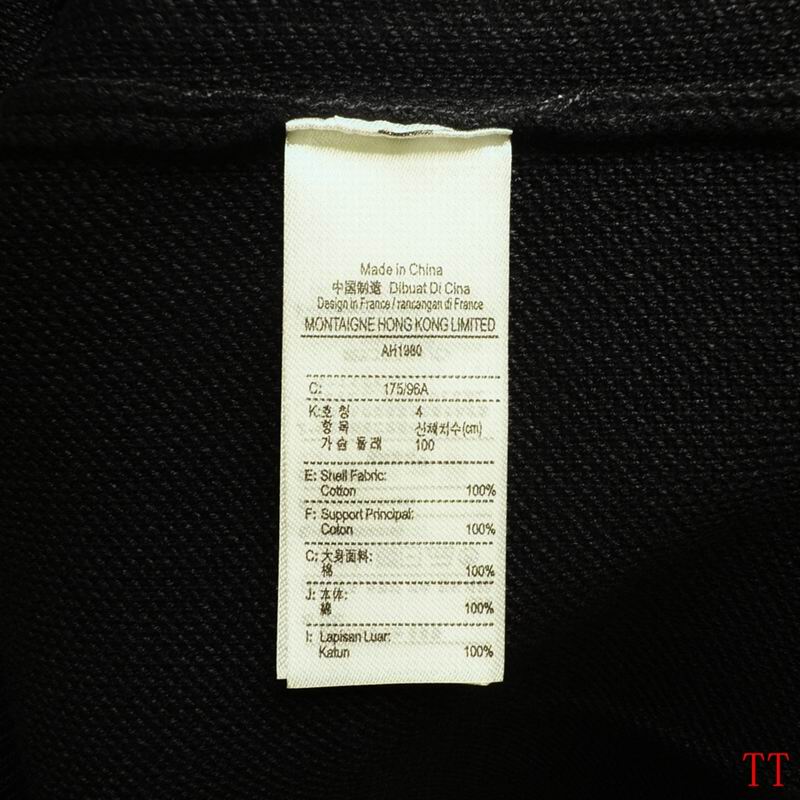 Made in China
中国制造 Dibuat Di Cina
Design in France / rancangan di France
MONTAIGNE HONG KONG LIMITED
AH1980
C: 175/96A
K: 호 칭 4
항 목 신체치수(cm)
가 슴 둘 레 100
E: Shell Fabric:
Cotton 100%
F: Support Principal:
Coton 100%
C: 大身面料:
棉 100%
J: 本体:
綿 100%
I: Lapisan Luar:
Katun 100%
TT